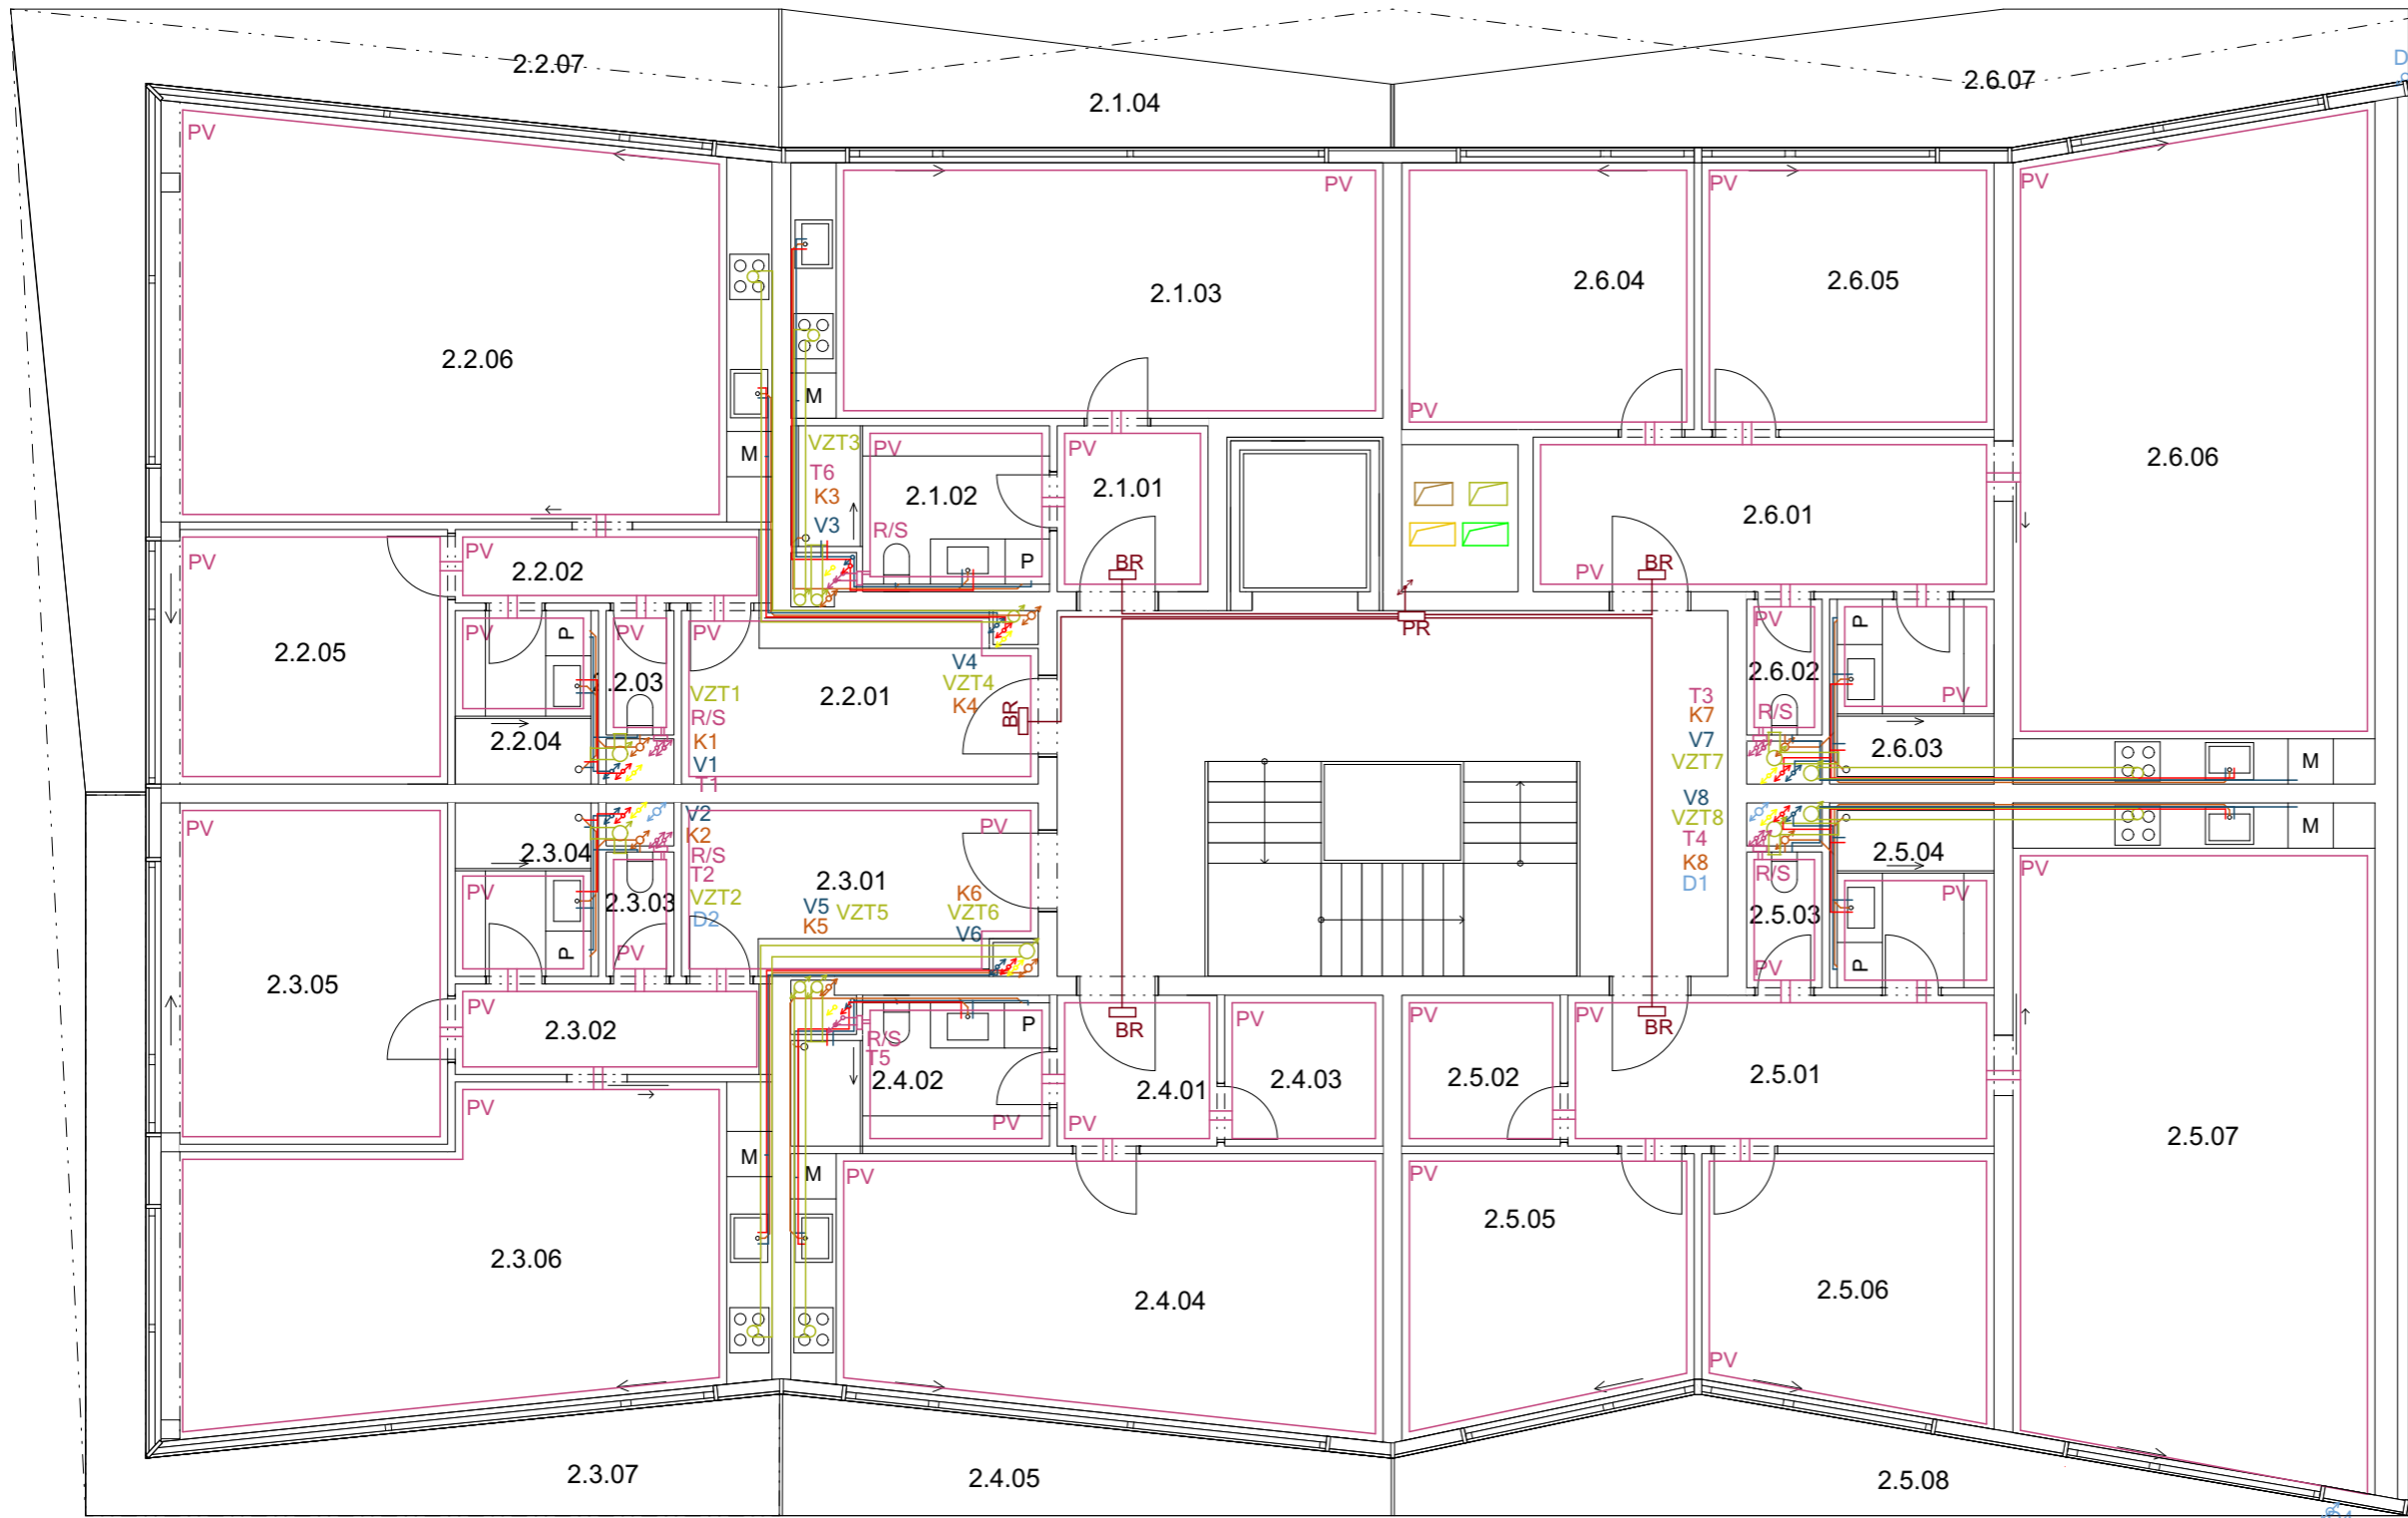 2.2.07
D
2.6.07
2.1.04
PV
PV
PV
PV
2.6.04
2.6.05
2.1.03
2.2.06
M
PV
VZT3
PV
PV
M
2.6.06
T6
K3
2.1.02
2.1.01
2.6.01
V3
R/S
PV
PV
P
BR
BR
PV
2.2.02
PR
PV
P
PV
PV
P
2.2.05
V4
2.2.01
2.6.02
.2.03
VZT4
VZT1
K4
T3
PV
R/S
BR
K7
R/S
2.2.04
K1
V7
2.6.03
V1
VZT7
M
T1
V8
PV
V2
VZT8
PV
M
K2
T4
2.3.04
R/S
K8
2.5.04
PV
T2
2.3.01
D1
R/S
PV
PV
2.3.03
VZT2
V5
VZT5
K6
VZT6
2.5.03
D2
K5
V6
P
PV
PV
P
2.3.05
PV
2.3.02
P
PV
PV
PV
BR
BR
R/S
T5
2.4.02
2.4.01
2.4.03
2.5.02
2.5.01
PV
PV
PV
2.5.07
M
M
PV
PV
PV
2.5.05
2.3.06
2.4.04
2.5.06
PV
2.3.07
2.4.05
2.5.08